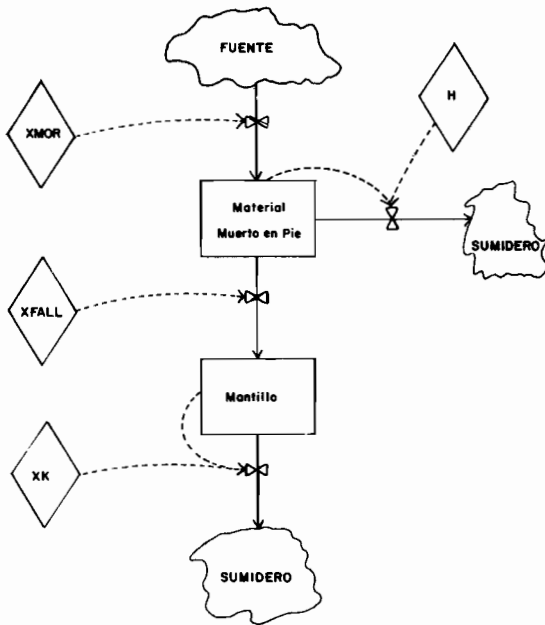 FUENTE
XMOR
H
Material
Muerto en Pie
SUMIDERO
XFALL
Mantillo
XK
SUMIDERO